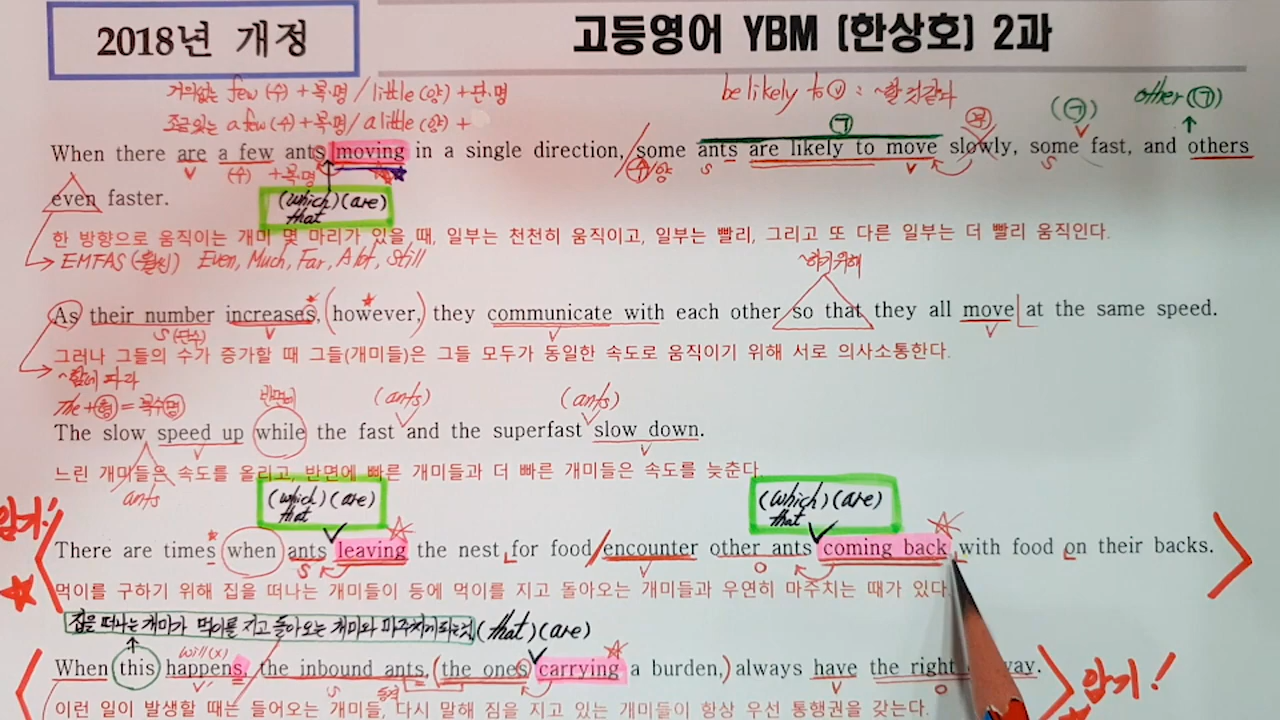 2018년 개정
고등영어 YBM (한상호) 2과
거의없는 few (수) + 복·명 / little (양) + 단·명
be likely to ⓥ : ~할 것같다
other
조금있는 a few (수) + 복·명 / a little (양) +
When there are a few ants moving in a single direction, some ants are likely to move slowly, some fast, and others
V (수) + 복·명 수/양 S V S
even faster.
(which) (are)
that
한 방향으로 움직이는 개미 몇 마리가 있을 때, 일부는 천천히 움직이고, 일부는 빨리, 그리고 또 다른 일부는 더 빨리 움직인다.
EMFAS (훨씬) Even, Much, Far, A lot, Still
~하기 위해
As their number increases, (however,) they communicate with each other so that they all move at the same speed.
S (단수) V V V
그러나 그들의 수가 증가할 때 그들(개미들)은 그들 모두가 동일한 속도로 움직이기 위해 서로 의사소통한다.
~함에 따라
The + 형 = 복수명 반면에 (ants) (ants)
The slow speed up while the fast and the superfast slow down.
V V
느린 개미들은 속도를 올리고, 반면에 빠른 개미들과 더 빠른 개미들은 속도를 늦춘다.
ants
(which) (are) (which) (are)
that that
암기!
There are times when ants leaving the nest for food encounter other ants coming back with food on their backs.
S V O
먹이를 구하기 위해 집을 떠나는 개미들이 등에 먹이를 지고 돌아오는 개미들과 우연히 마주치는 때가 있다
(that) (are)
will (x)
When this happens, the inbound ants, (the ones carrying a burden,) always have the right way.
V S 동격 V O
암기!
이런 일이 발생할 때는 들어오는 개미들, 다시 말해 짐을 지고 있는 개미들이 항상 우선 통행권을 갖는다.